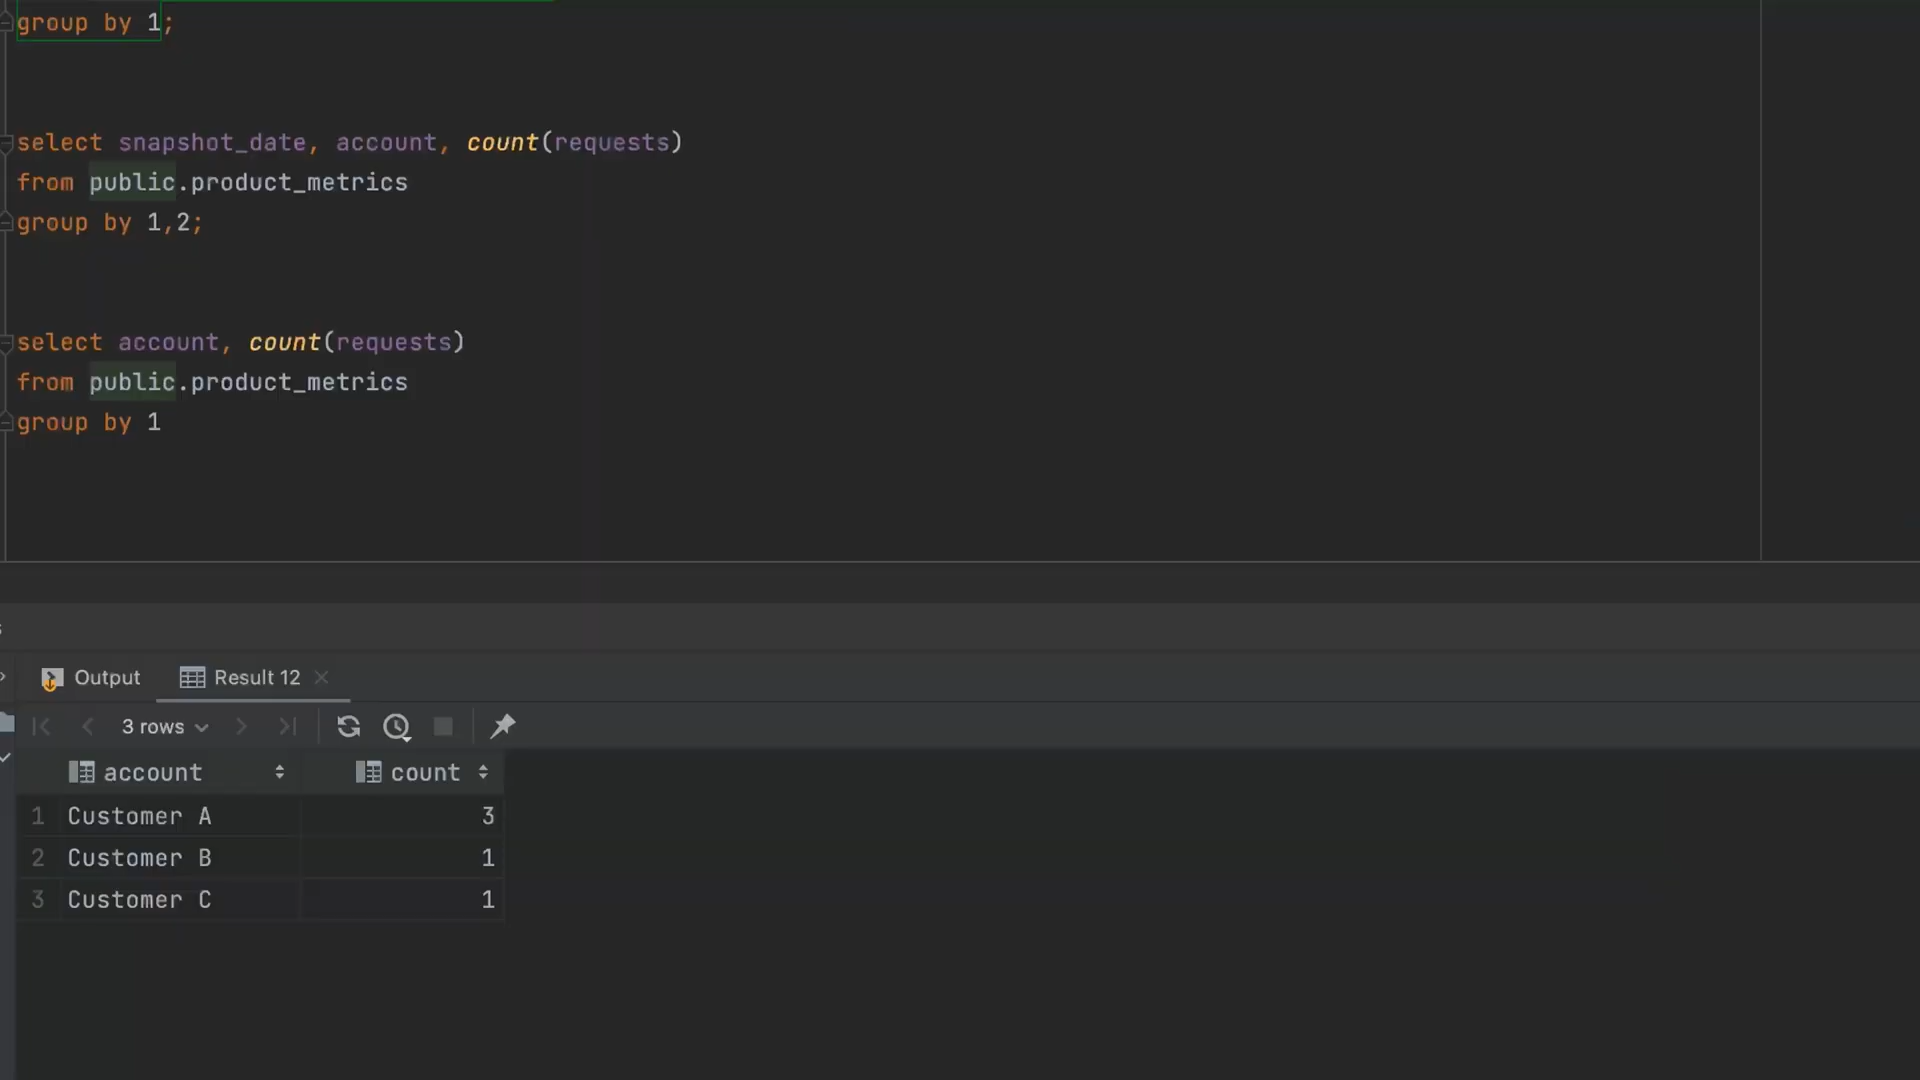 group by 1;
select snapshot_date, account, count(requests)
from public.product_metrics
group by 1,2;
select account, count(requests)
from public.product_metrics
group by 1
Output Result 12
3 rows
account count
1 Customer A 3
2 Customer B 1
3 Customer C 1